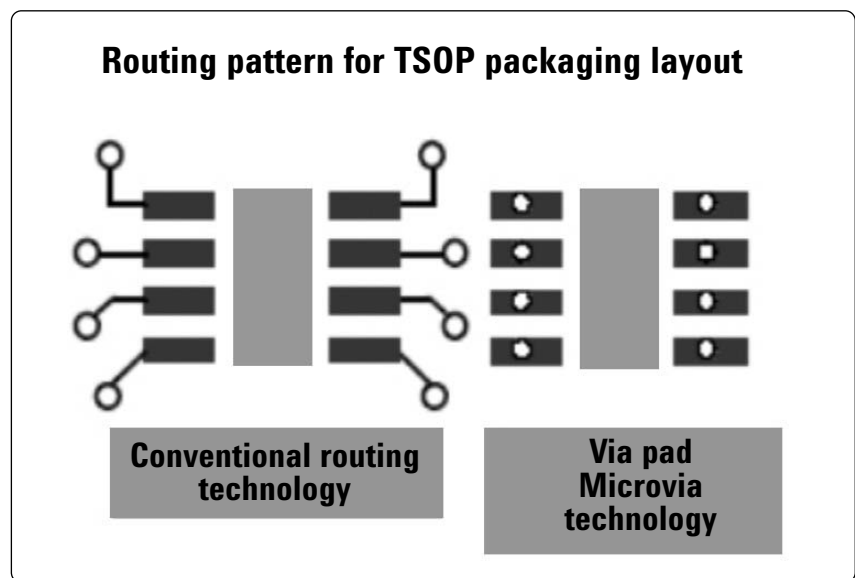 Routing pattern for TSOP packaging layout
Conventional routing
technology
Via pad
Microvia
technology